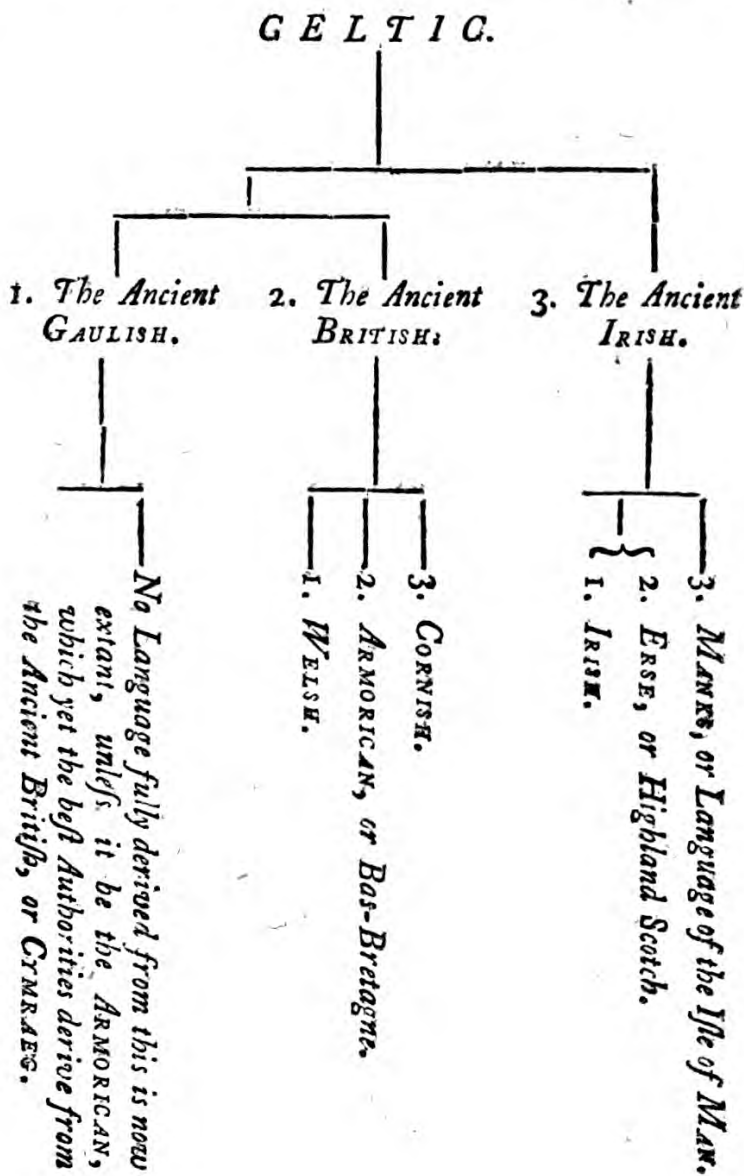 CELTIC.
1. The Ancient
GAULISH.
2. The Ancient
BRITISH:
3. The Ancient
IRISH.
No Language fully derived from this is now
extant, unleſs it be the ARMORICAN,
which yet the beſt Authorities derive from
the Ancient Britiſh, or CYMRAEG.
1. WELSH.
2. ARMORICAN, or Bas-Bretagne.
3. CORNISH.
1. IRISH.
2. ERSE, or Highland Scotch.
3. MANKS, or Language of the Iſle of MAN.